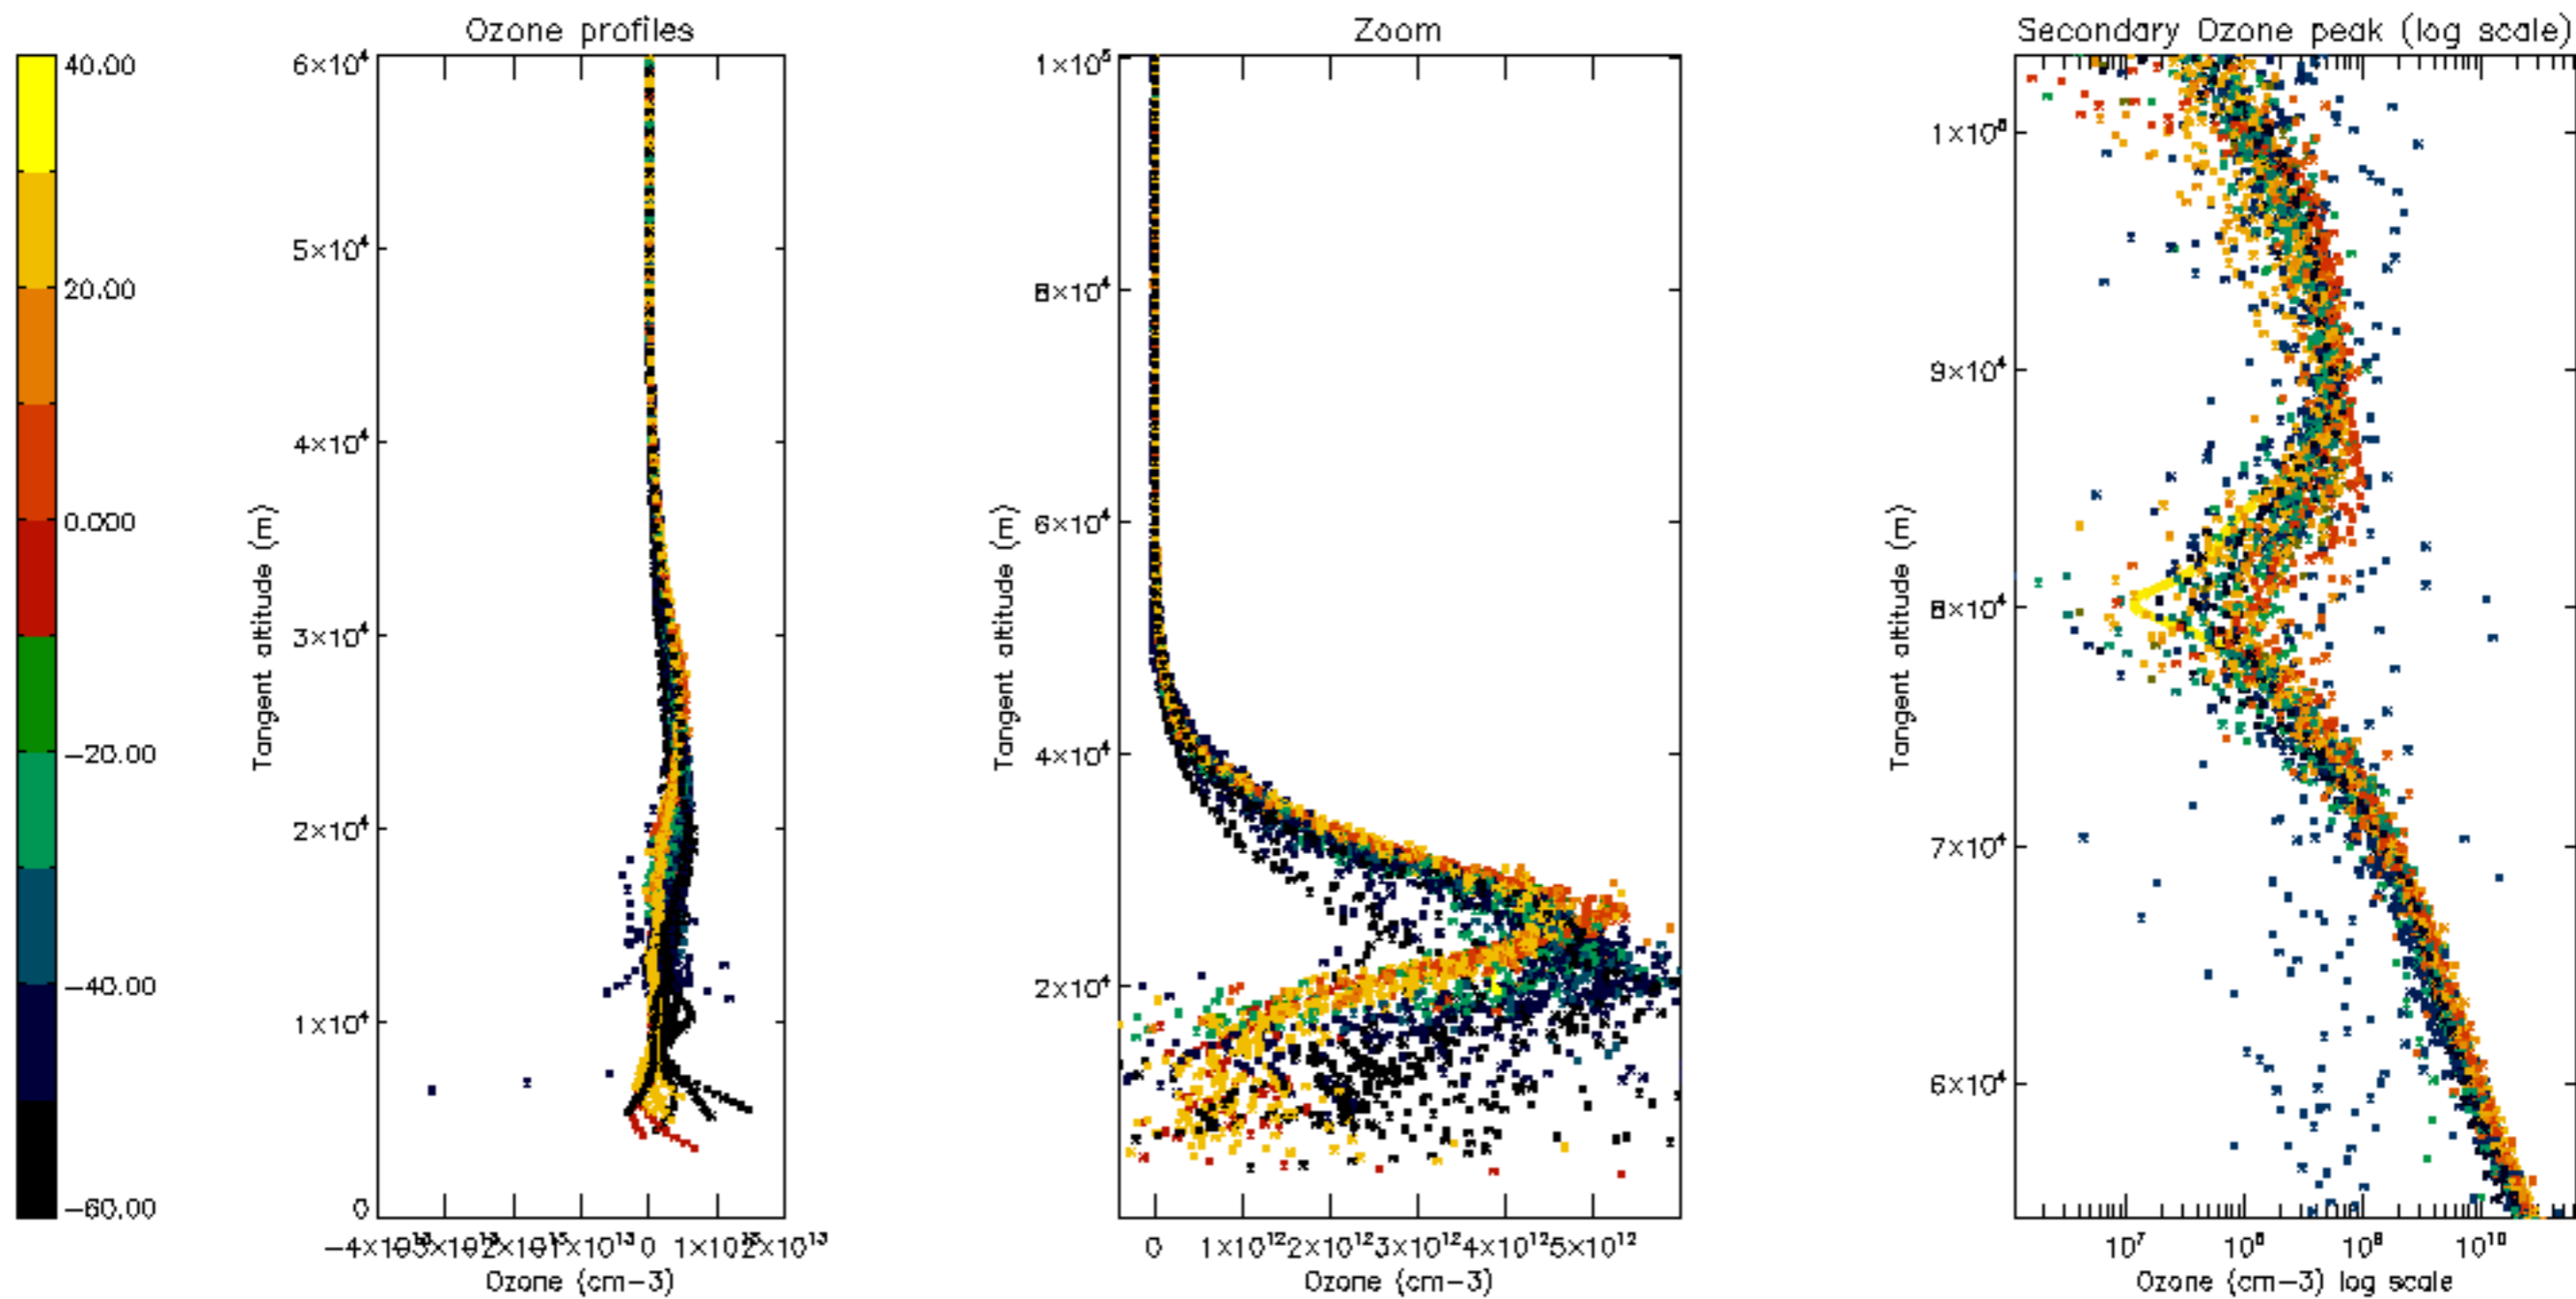 Ozone profiles
Zoom
Secondary Ozone peak (log scale)
40.00
20.00
0.000
−20.00
−40.00
−60.00
6×10⁴
5×10⁴
4×10⁴
3×10⁴
2×10⁴
1×10⁴
0
Tangent altitude (m)
0 1×10¹³ 2×10¹³
Ozone (cm−3)
1×10⁵
8×10⁴
6×10⁴
4×10⁴
2×10⁴
Tangent altitude (m)
0 1×10¹² 2×10¹² 3×10¹² 4×10¹² 5×10¹²
Ozone (cm−3)
9×10⁴
8×10⁴
7×10⁴
6×10⁴
Tangent altitude (m)
10⁷ 10⁸ 10⁹ 10¹⁰
Ozone (cm−3) log scale